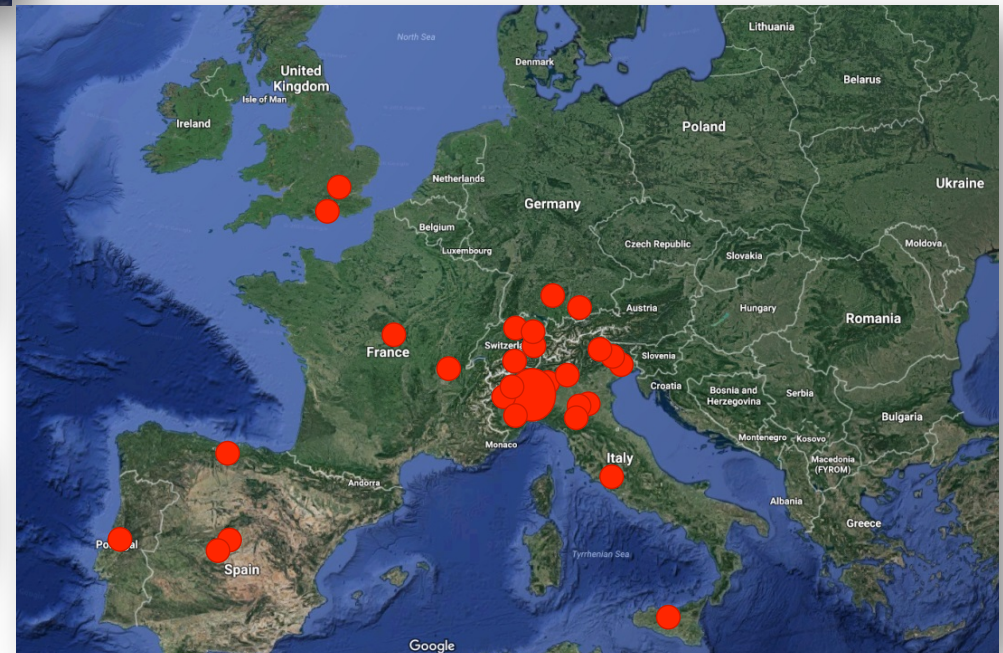 Lithuania
North Sea
Denmark
United
Kingdom
Belarus
Isle of Man
Ireland
Poland
Netherlands
Ukraine
Germany
Belgium
Czech Republic
Moldova
Luxembourg
Slovakia
Austria
Hungary
Romania
Switzerl
France
Slovenia
Croatia
Bosnia and
Herzegovina
Serbia
Bulgaria
Monaco
Montenegro
Kosovo
Italy
Macedonia
(FYROM)
Andorra
Albania
Greece
Po al
Tyrrhenian Sea
Spain
Google